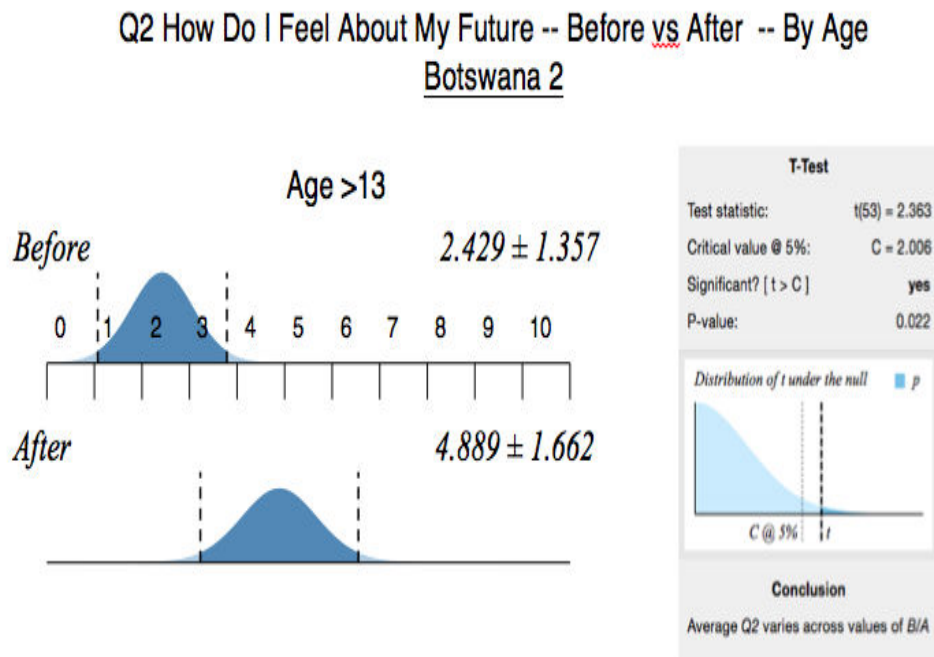 Q2 How Do I Feel About My Future -- Before vs After -- By Age
Botswana 2
Age >13
Before
2.429 ± 1.357
0 1 2 3 4 5 6 7 8 9 10
After
4.889 ± 1.662
T-Test
Test statistic: t(53) = 2.363
Critical value @ 5%: C = 2.006
Significant? [ t > C ] yes
P-value: 0.022
Distribution of t under the null p
C @ 5% t
Conclusion
Average Q2 varies across values of B/A